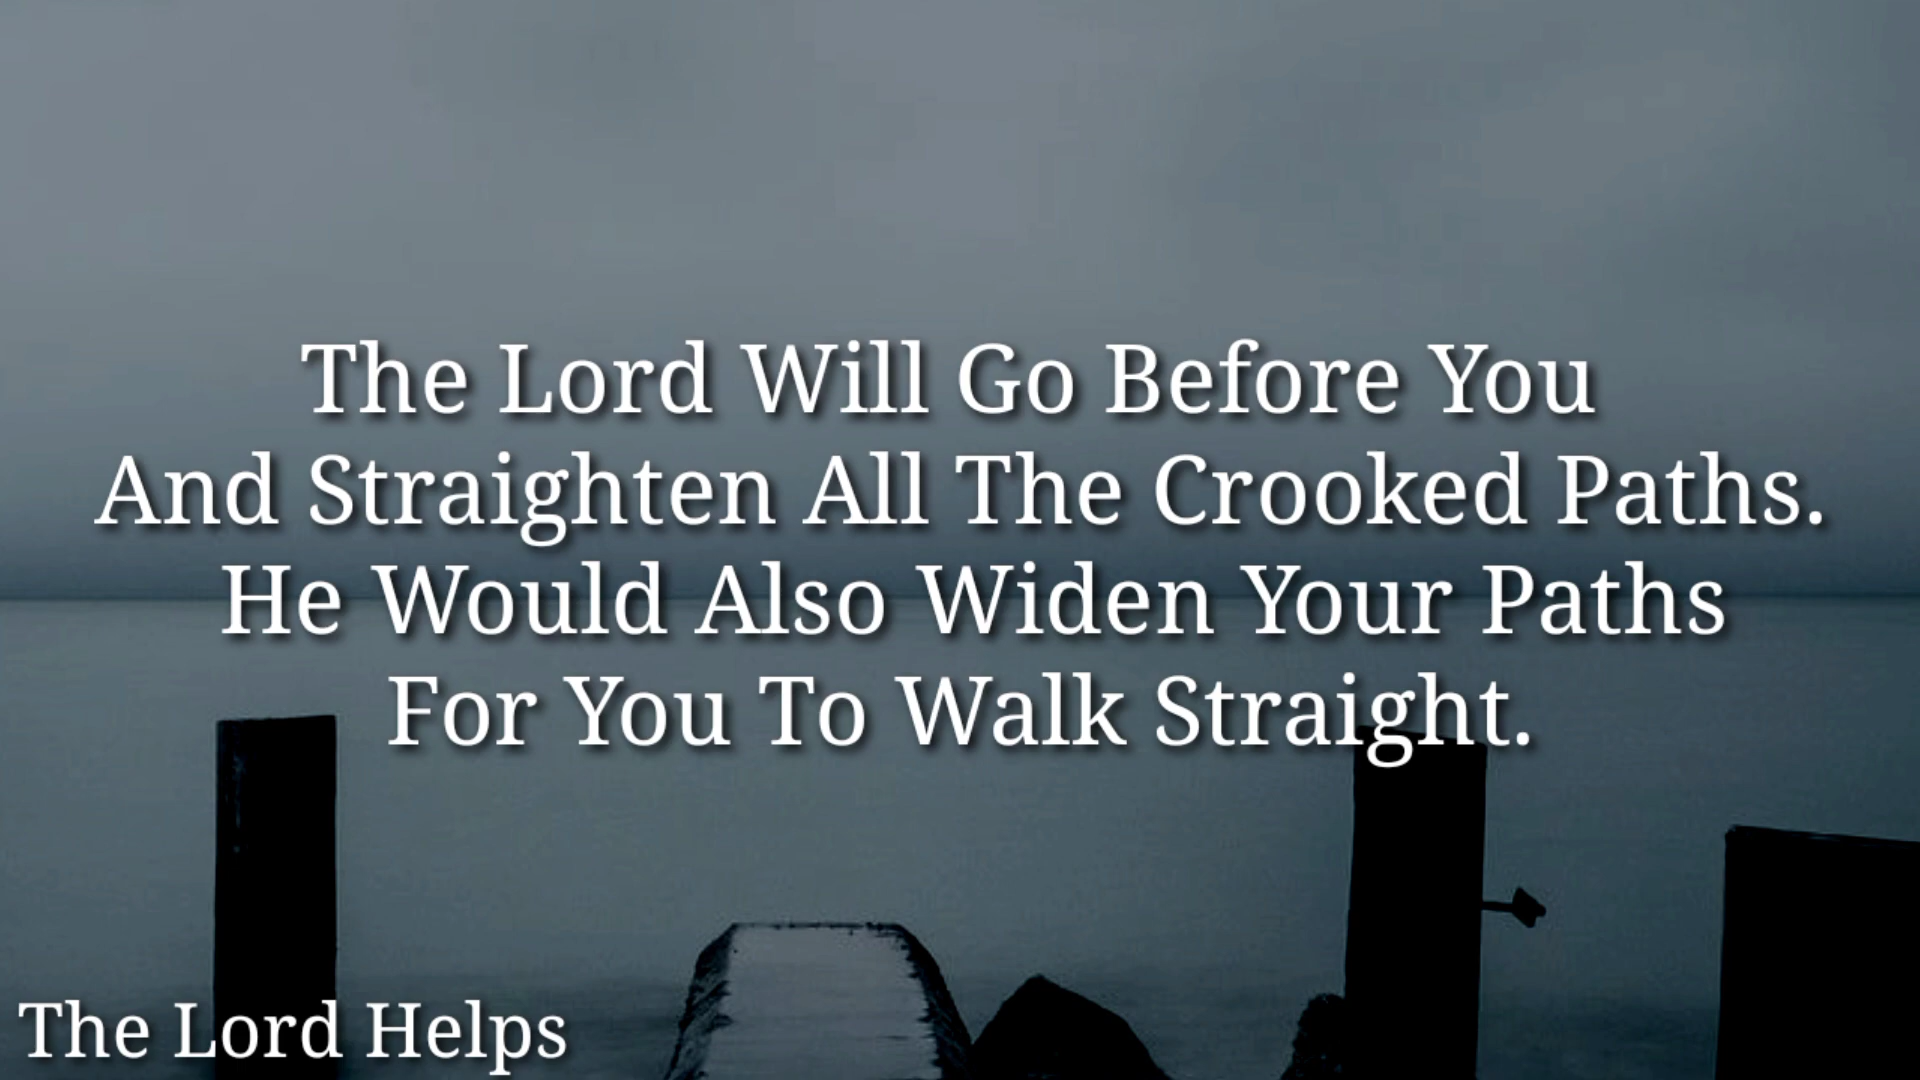 The Lord Will Go Before You
And Straighten All The Crooked Paths.
He Would Also Widen Your Paths
For You To Walk Straight.
The Lord Helps